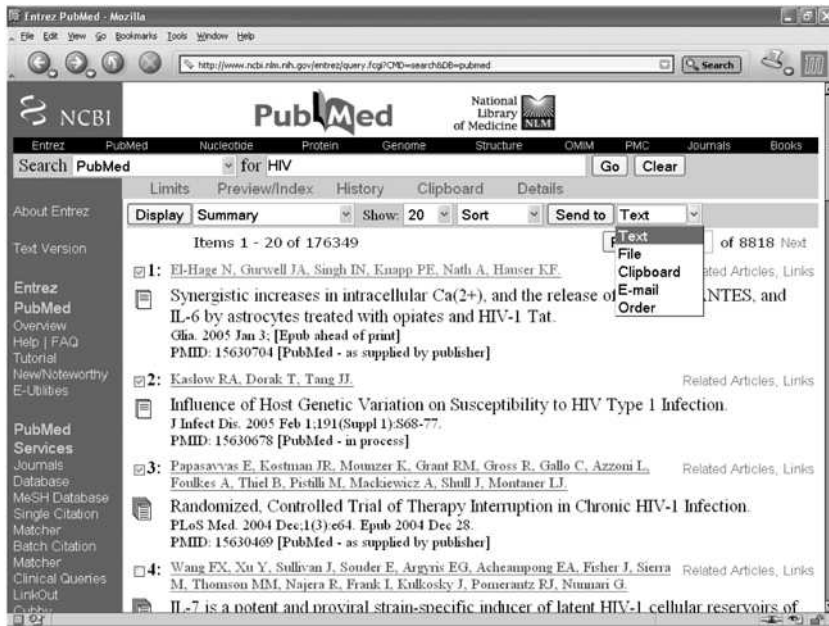 Entrez PubMed - Mozilla
File Edit View Go Bookmarks Tools Window Help
http://www.ncbi.nlm.nih.gov/entrez/query.fcgi?CMD=search&DB=pubmed Search
NCBI PubMed National
Library
of Medicine NLM
Entrez PubMed Nucleotide Protein Genome Structure OMIM PMC Journals Books
Search PubMed for HIV Go Clear
Limits Preview/Index History Clipboard Details
About Entrez
Text Version
Entrez
PubMed
Overview
Help | FAQ
Tutorial
New/Noteworthy
E-Utilities
PubMed
Services
Journals
Database
MeSH Database
Single Citation
Matcher
Batch Citation
Matcher
Clinical Queries
LinkOut
Cubby
Display Summary Show: 20 Sort Send to Text
Text
File
Clipboard
E-mail
Order
Items 1 - 20 of 176349 of 8818 Next
1: El-Hage N, Gurwell JA, Singh IN, Knapp PE, Nath A, Hauser KF. Articles, Links
Synergistic increases in intracellular Ca(2+), and the release of ANTES, and
IL-6 by astrocytes treated with opiates and HIV-1 Tat.
Glia. 2005 Jan 3; [Epub ahead of print]
PMID: 15630704 [PubMed - as supplied by publisher]
2: Kaslow RA, Dorak T, Tang JJ. Related Articles, Links
Influence of Host Genetic Variation on Susceptibility to HIV Type 1 Infection.
J Infect Dis. 2005 Feb 1;191(Suppl 1):S68-77.
PMID: 15630678 [PubMed - in process]
3: Papasavvas E, Kostman JR, Mounzer K, Grant RM, Gross R, Gallo C, Azzoni L, Related Articles, Links
Foulkes A, Thiel B, Pistilli M, Mackiewicz A, Shull J, Montaner LJ.
Randomized, Controlled Trial of Therapy Interruption in Chronic HIV-1 Infection.
PLoS Med. 2004 Dec;1(3):e64. Epub 2004 Dec 28.
PMID: 15630469 [PubMed - as supplied by publisher]
4: Wang FX, Xu Y, Sullivan J, Souder E, Argyris EG, Acheampong EA, Fisher J, Sierra Related Articles, Links
M, Thomson MM, Najera R, Frank I, Kulkosky J, Pomerantz RJ, Nunnari G.
IL-7 is a potent and proviral strain-specific inducer of latent HIV-1 cellular reservoirs of